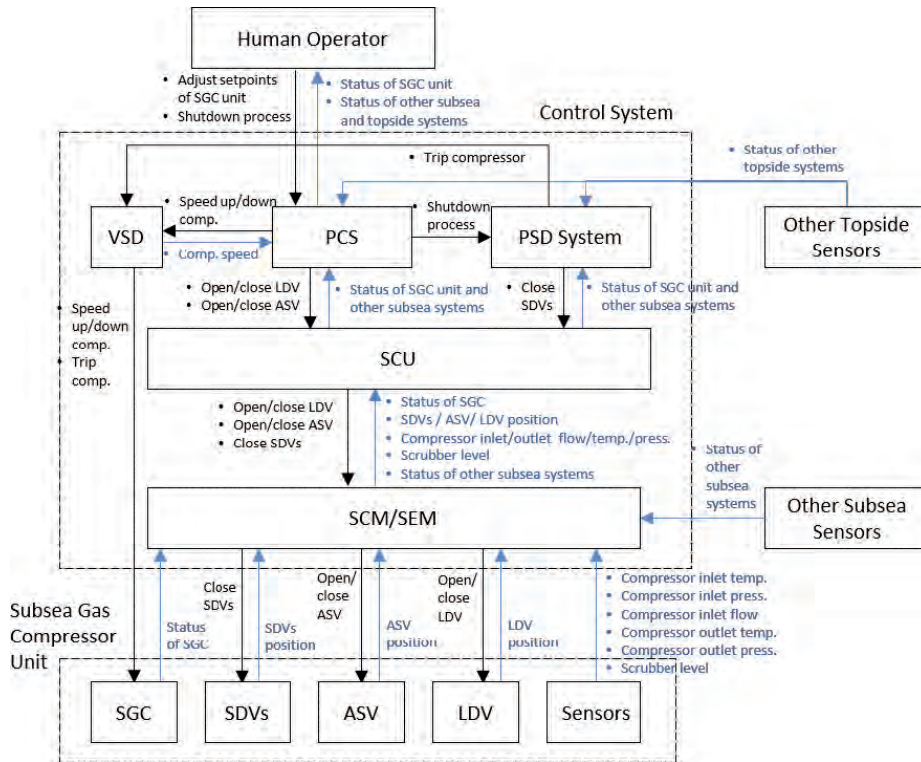 Human Operator
• Adjust setpoints
of SGC unit
• Shutdown process
• Status of SGC unit
• Status of other subsea
and topside systems
Control System
• Trip compressor
• Status of other
topside systems
• Speed up/down
comp.
• Shutdown
process
VSD
PCS
PSD System
Other Topside
Sensors
• Comp. speed
• Open/close LDV
• Open/close ASV
• Status of SGC unit and
other subsea systems
• Close
SDVs
• Status of SGC unit and
other subsea systems
• Speed
up/down
comp.
• Trip
comp.
SCU
• Open/close LDV
• Open/close ASV
• Close SDVs
• Status of SGC
• SDVs / ASV/ LDV position
• Compressor inlet/outlet flow/temp./press.
• Scrubber level
• Status of other subsea systems
• Status of
other
subsea
systems
SCM/SEM
Other Subsea
Sensors
Subsea Gas
Compressor
Unit
Status
of SGC
Close
SDVs
SDVs
position
Open/
close
ASV
ASV
position
Open/
close
LDV
LDV
position
• Compressor inlet temp.
• Compressor inlet press.
• Compressor inlet flow
• Compressor outlet temp.
• Compressor outlet press.
• Scrubber level
SGC
SDVs
ASV
LDV
Sensors